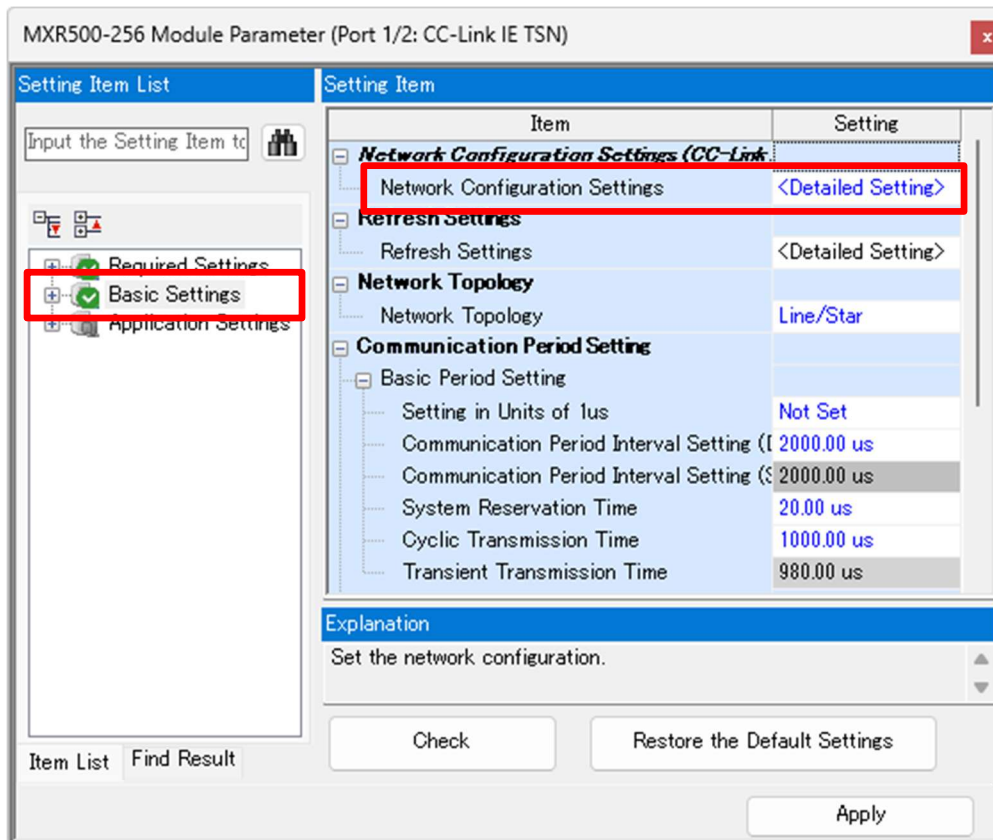 MXR500-256 Module Parameter (Port 1/2: CC-Link IE TSN)
x
Setting Item List
Input the Setting Item to
Required Settings
Basic Settings
Application Settings
Item List
Find Result
Setting Item
Item Setting
Network Configuration Settings (CC-Link
Network Configuration Settings <Detailed Setting>
Refresh Settings
Refresh Settings <Detailed Setting>
Network Topology
Network Topology Line/Star
Communication Period Setting
Basic Period Setting
Setting in Units of 1us Not Set
Communication Period Interval Setting (D 2000.00 us
Communication Period Interval Setting (S 2000.00 us
System Reservation Time 20.00 us
Cyclic Transmission Time 1000.00 us
Transient Transmission Time 980.00 us
Explanation
Set the network configuration.
Check
Restore the Default Settings
Apply